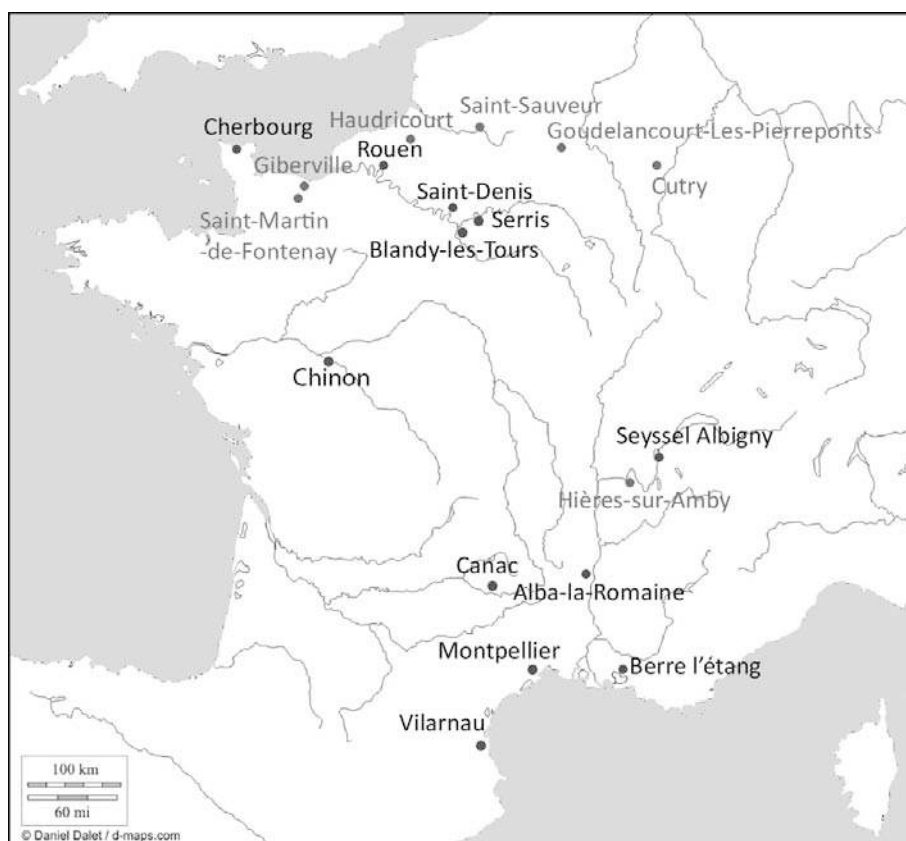 Saint-Sauveur
Haudricourt
Cherbourg
Goudelancourt-Les-Pierreponts
Rouen
Giberville
Cutry
Saint-Denis
Serris
Saint-Martin
-de-Fontenay
Blandy-les-Tours
Chinon
Seyssel Albigny
Hières-sur-Amby
Canac
Alba-la-Romaine
Montpellier
Berre l’étang
Vilarnau
100 km
60 mi
© Daniel Dalet / d-maps.com